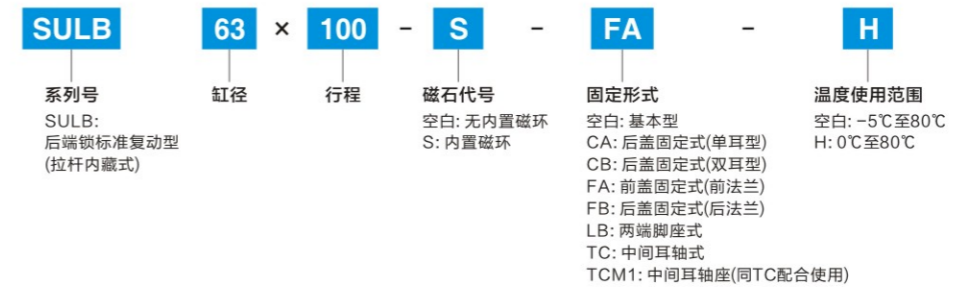 SULB 63 × 100 - S - FA - H
系列号 缸径 行程 磁石代号 固定形式 温度使用范围
SULB:
后端锁标准复动型
(拉杆内藏式)
空白: 无内置磁环
S: 内置磁环
空白: 基本型
CA: 后盖固定式(单耳型)
CB: 后盖固定式(双耳型)
FA: 前盖固定式(前法兰)
FB: 后盖固定式(后法兰)
LB: 两端脚座式
TC: 中间耳轴式
TCM1: 中间耳轴座(同TC配合使用)
空白: -5℃至80℃
H: 0℃至80℃